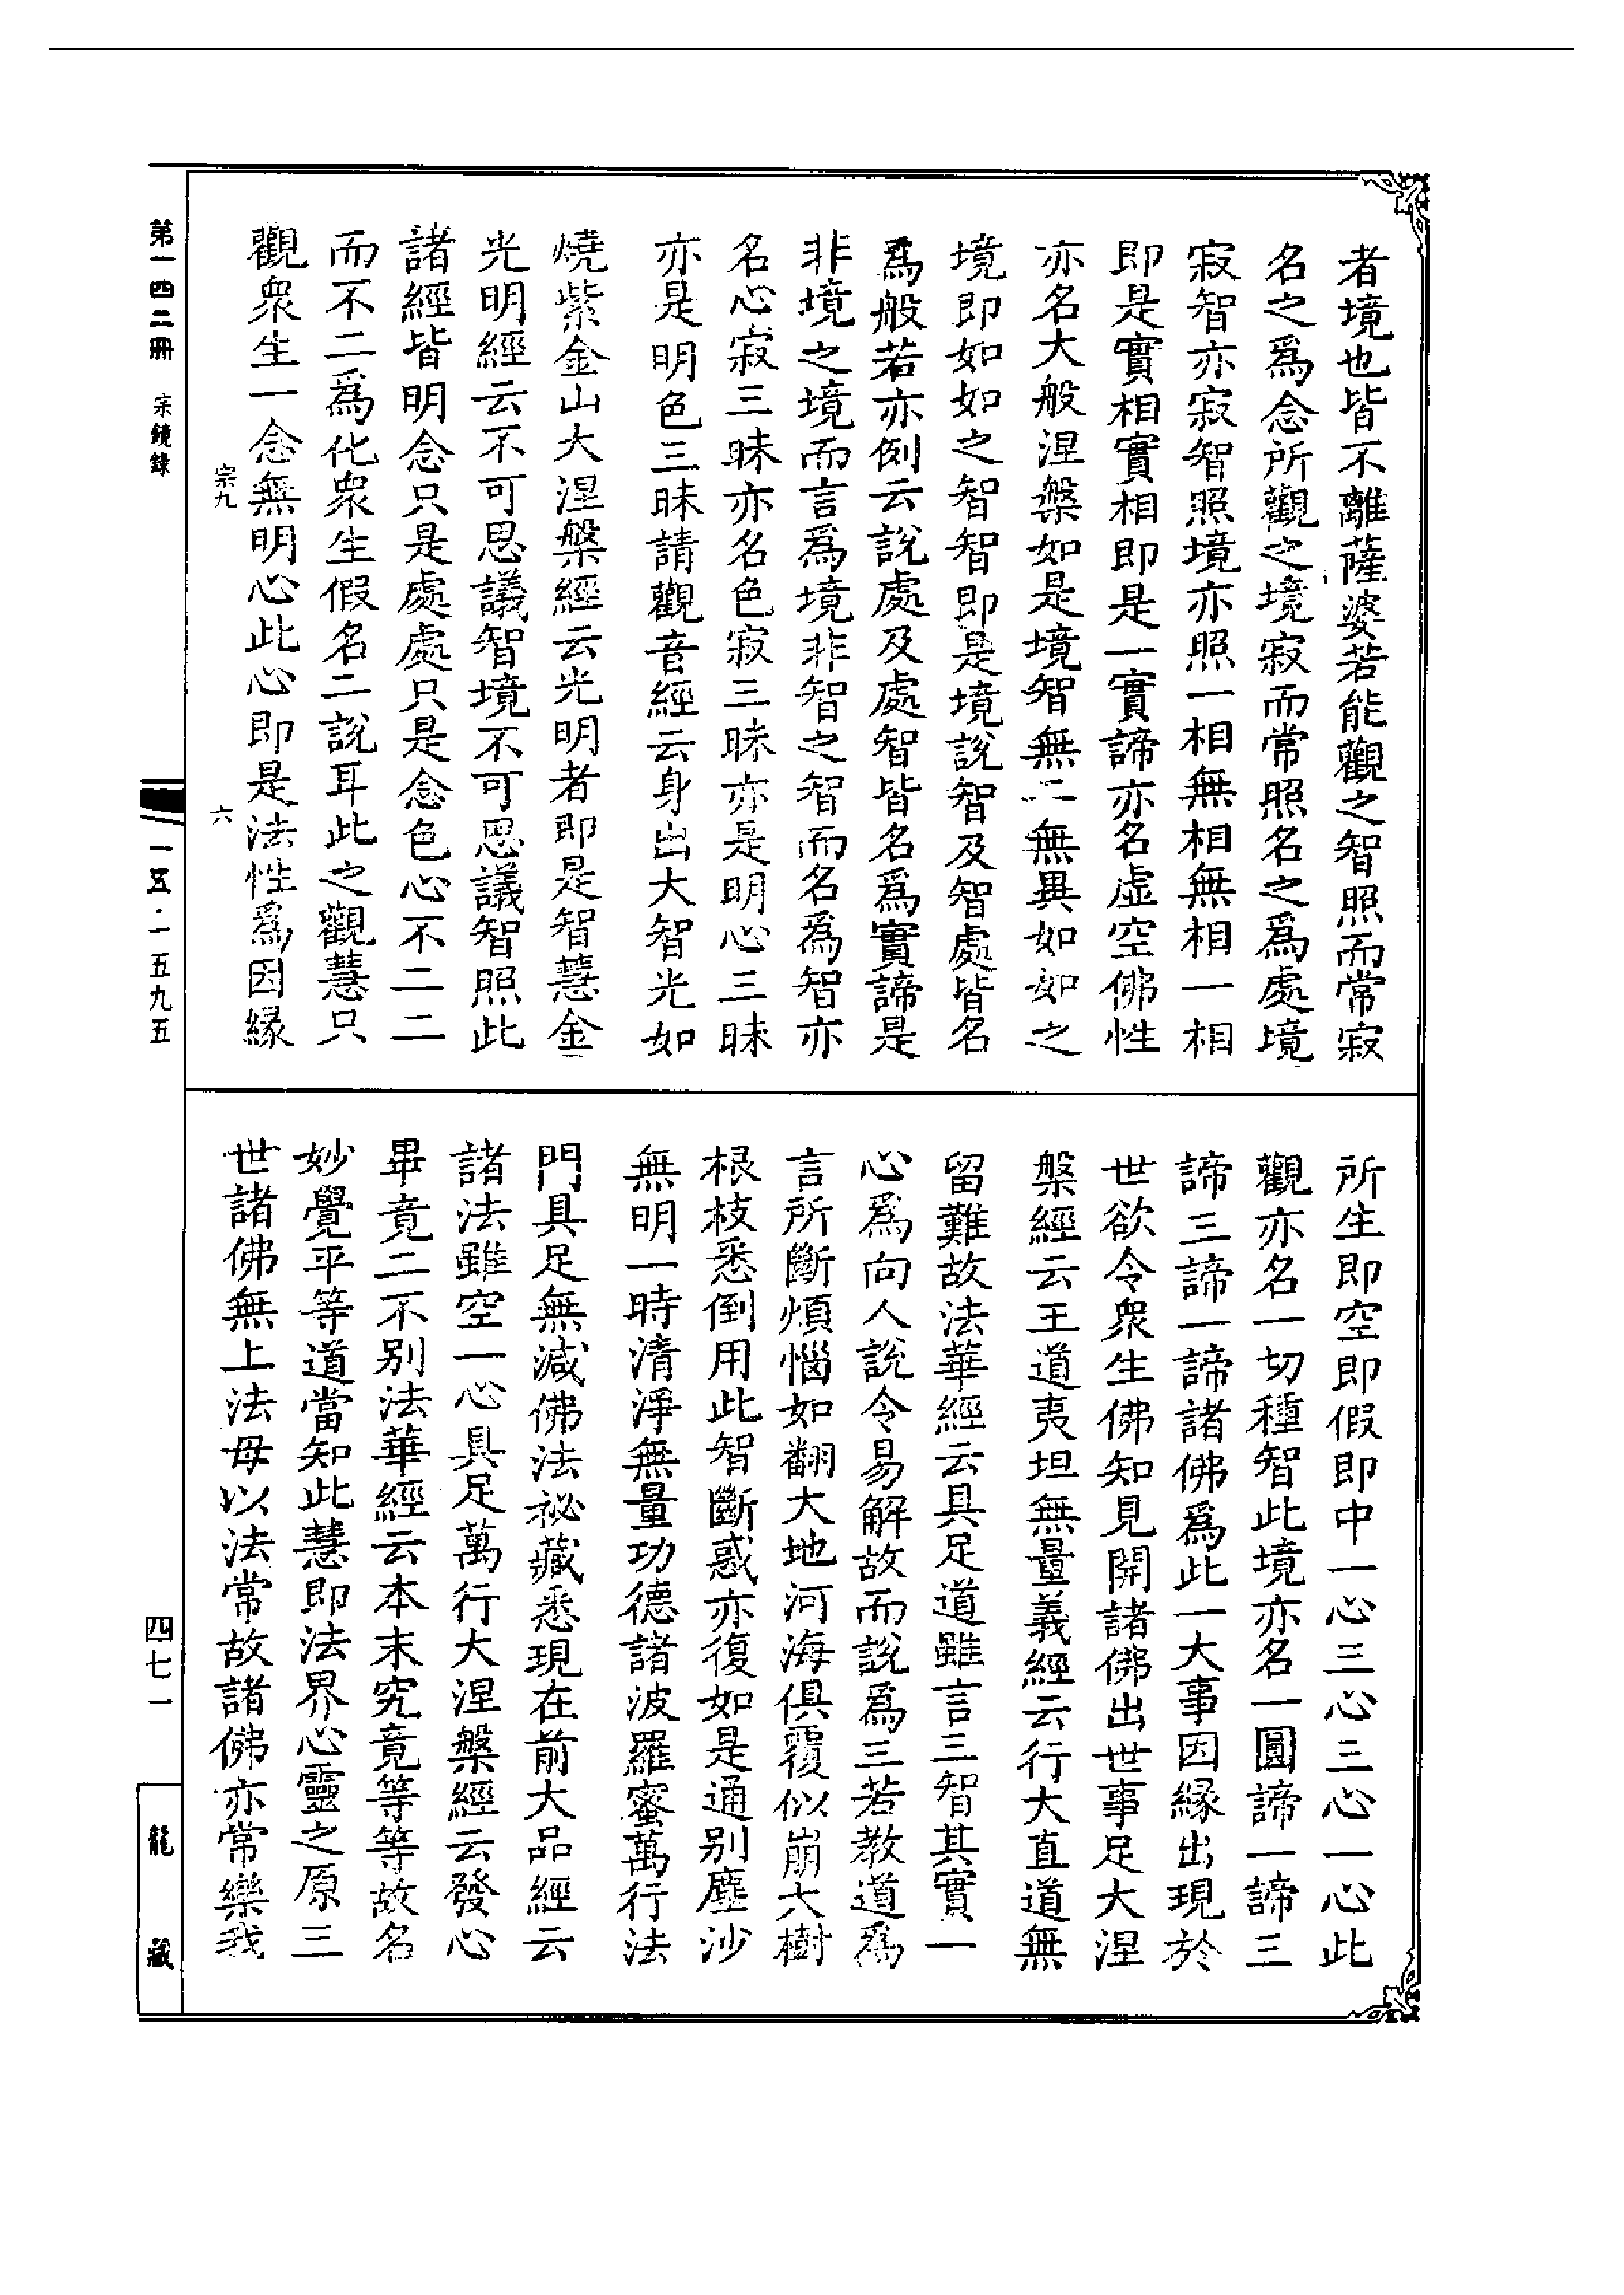 者境也皆不離薩婆若能觀之智照而常寂
名之爲念所觀之境寂而常照名之爲處境
寂智亦寂智照境亦照一相無相無相一相
即是實相實相即是一實諦亦名虛空佛性
亦名大般涅槃如是境智無二無異如如之
境即如如之智智即是境說智及智處皆名
爲般若亦例云說處及處智皆名爲實諦是
非境之境而言爲境非智之智而名爲智亦
名心寂三昧亦名色寂三昧亦是明心三昧
亦是明色三昧請觀音經云身出大智光如
燒紫金山大涅槃經云光明者即是智慧金
光明經云不可思議智境不可思議智照此
諸經皆明念只是處處只是念色心不二二
而不二爲化衆生假名二說耳此之觀慧只
觀衆生一念無明心此心即是法性爲因緣
所生即空即假即中一心三心三心一心此
觀亦名一切種智此境亦名一圓諦一諦三
諦三諦一諦諸佛爲此一大事因緣出現於
世欲令衆生佛知見開諸佛出世事足大涅
槃經云王道夷坦無量義經云行大直道無
留難故法華經云具足道雖言三智其實一
心爲向人說令易解故而說爲三若教道爲
言所斷煩惱如翻大地河海俱覆似崩大樹
根枝悉倒用此智斷惑亦復如是通別塵沙
無明一時清淨無量功德諸波羅蜜萬行法
門具足無減佛法祕藏悉現在前大品經云
諸法雖空一心具足萬行大涅槃經云發心
畢竟二不別法華經云本末究竟等等故名
妙覺平等道當知此慧即法界心靈之原三
世諸佛無上法母以法常故諸佛亦常樂我
宗九
六
第一四二冊
宗鏡錄
一五·一五九五
四七一
龍藏